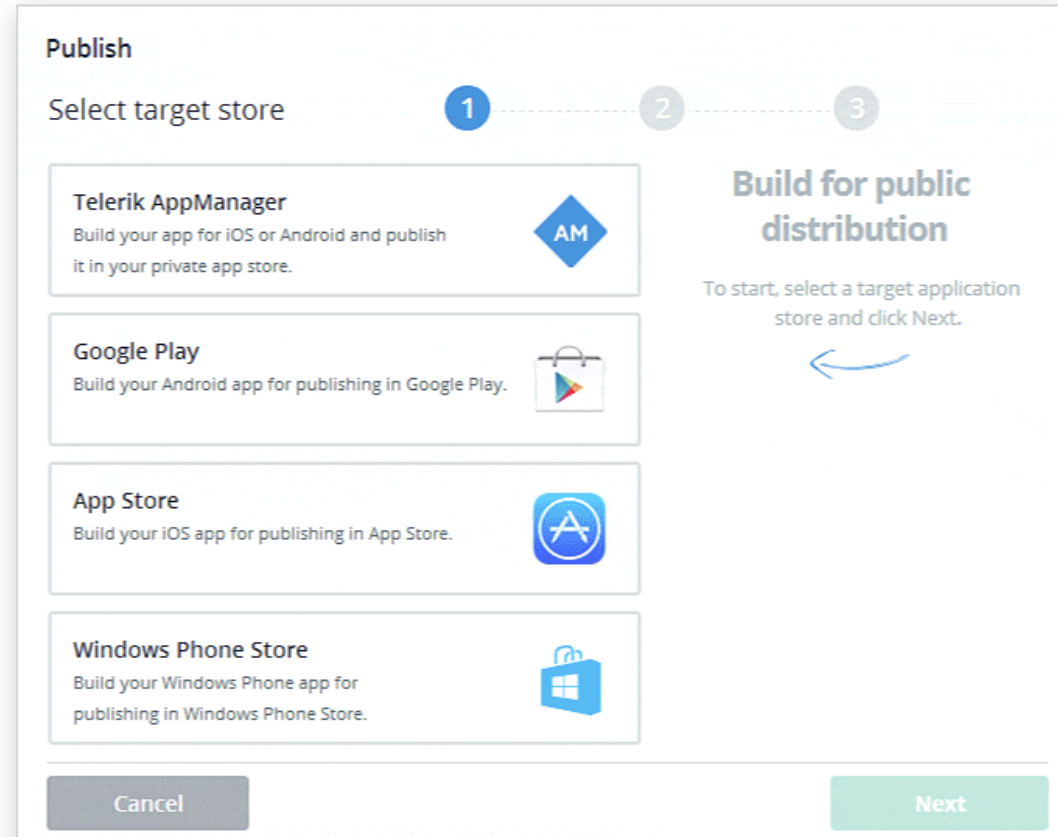 Publish
Select target store
1
2
3
Telerik AppManager
Build your app for iOS or Android and publish
it in your private app store.
AM
Google Play
Build your Android app for publishing in Google Play.
App Store
Build your iOS app for publishing in App Store.
Windows Phone Store
Build your Windows Phone app for
publishing in Windows Phone Store.
Build for public
distribution
To start, select a target application
store and click Next.
Cancel
Next